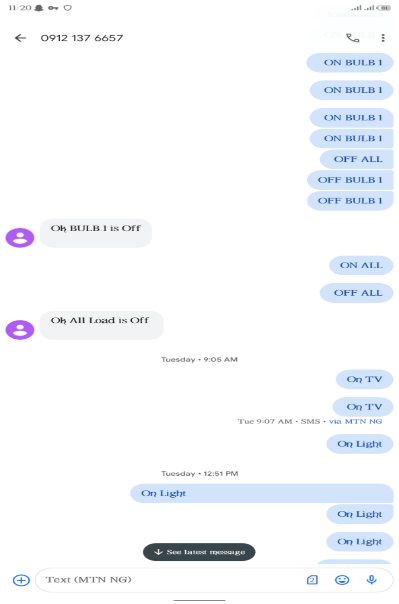 11:20
0912 137 6657
ON BULB 1
ON BULB 1
ON BULB 1
ON BULB 1
OFF ALL
OFF BULB 1
OFF BULB 1
Ok BULB 1 is Off
ON ALL
OFF ALL
Ok All Load is Off
Tuesday • 9:05 AM
On TV
On TV
Tue 9:07 AM • SMS • via MTN NG
On Light
Tuesday • 12:51 PM
On Light
On Light
On Light
See latest message
Text (MTN NG)